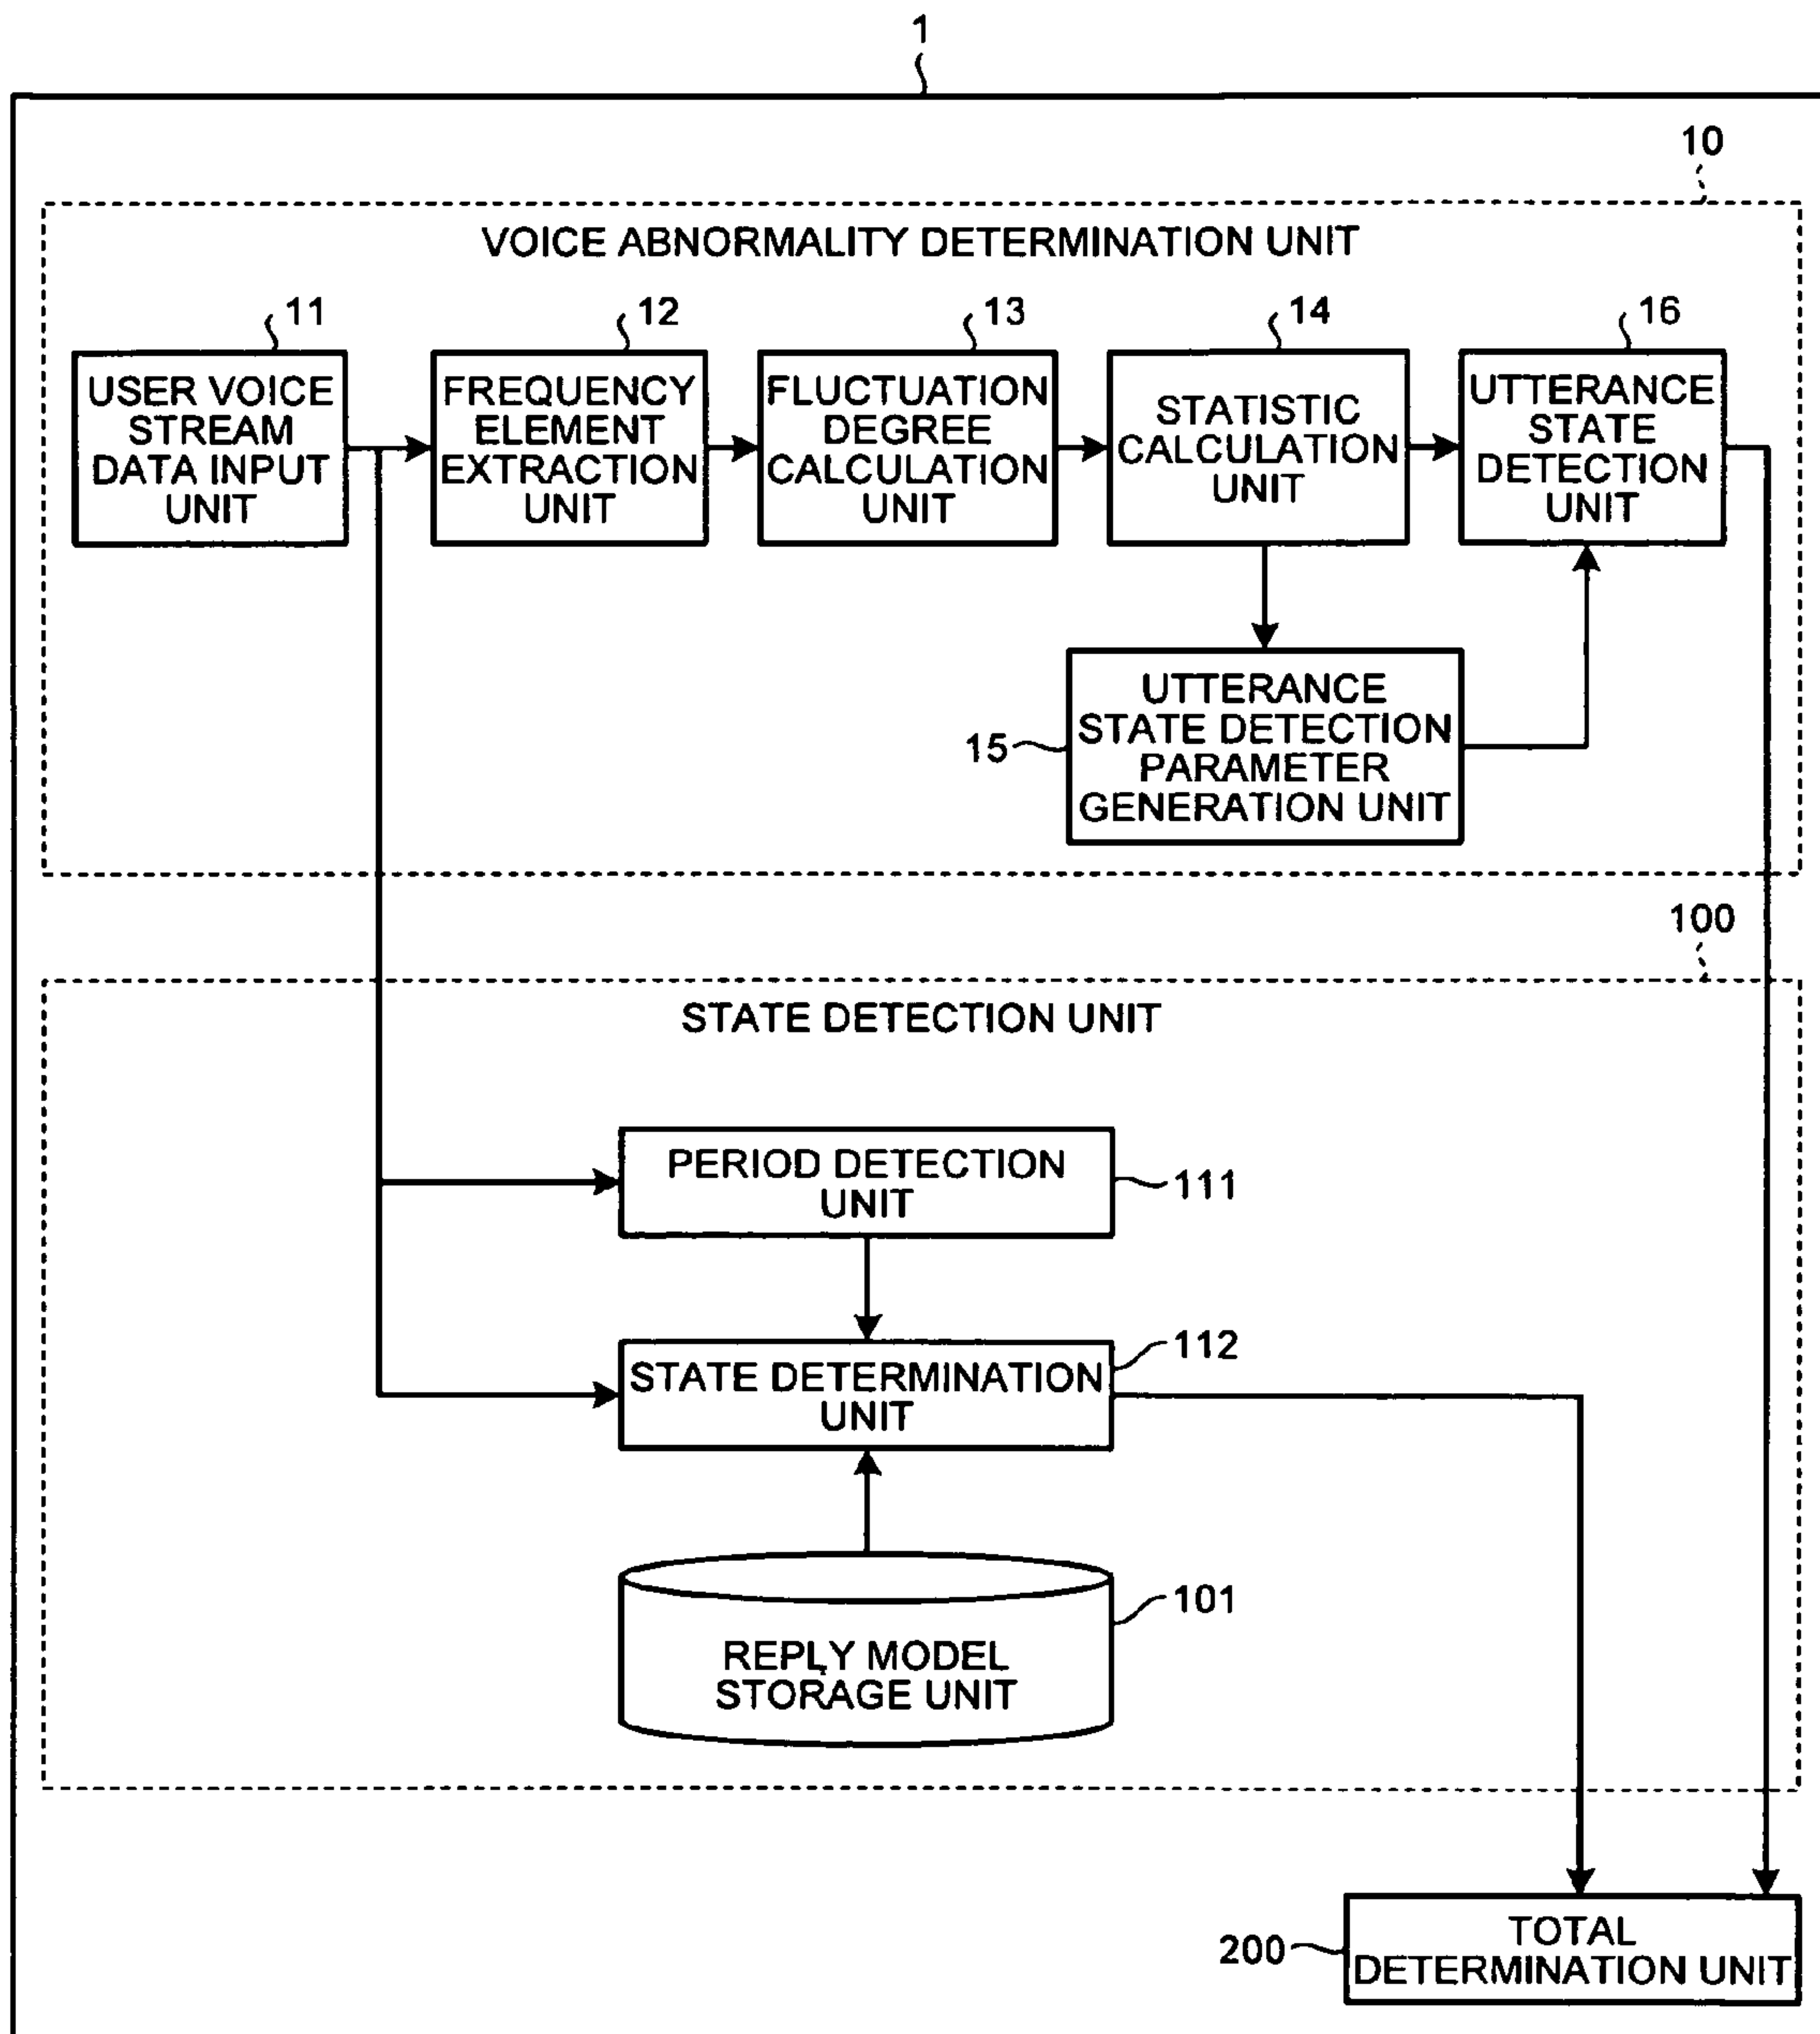 1
10
VOICE ABNORMALITY DETERMINATION UNIT
11
12
13
14
16
USER VOICE
STREAM
DATA INPUT
UNIT
FREQUENCY
ELEMENT
EXTRACTION
UNIT
FLUCTUATION
DEGREE
CALCULATION
UNIT
STATISTIC
CALCULATION
UNIT
UTTERANCE
STATE
DETECTION
UNIT
15
UTTERANCE
STATE DETECTION
PARAMETER
GENERATION UNIT
100
STATE DETECTION UNIT
PERIOD DETECTION
UNIT
111
STATE DETERMINATION
UNIT
112
101
REPLY MODEL
STORAGE UNIT
200
TOTAL
DETERMINATION UNIT